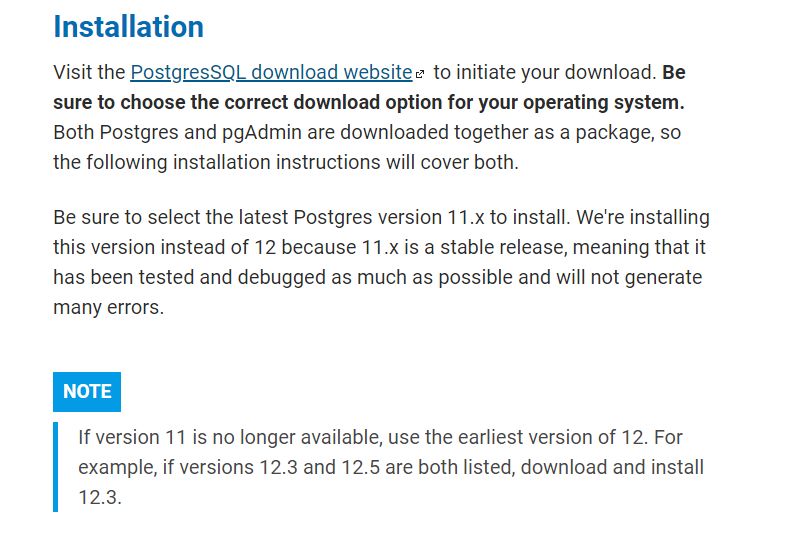 Installation
Visit the PostgresSQL download website to initiate your download. Be
sure to choose the correct download option for your operating system.
Both Postgres and pgAdmin are downloaded together as a package, so
the following installation instructions will cover both.
Be sure to select the latest Postgres version 11.x to install. We're installing
this version instead of 12 because 11.x is a stable release, meaning that it
has been tested and debugged as much as possible and will not generate
many errors.
NOTE
If version 11 is no longer available, use the earliest version of 12. For
example, if versions 12.3 and 12.5 are both listed, download and install
12.3.